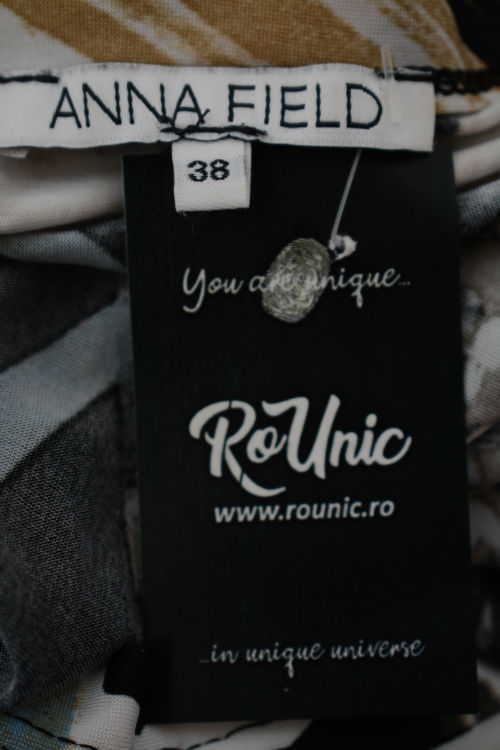 ANNA FIELD
38
You are unique...
RoUnic
www.rounic.ro
...in unique universe